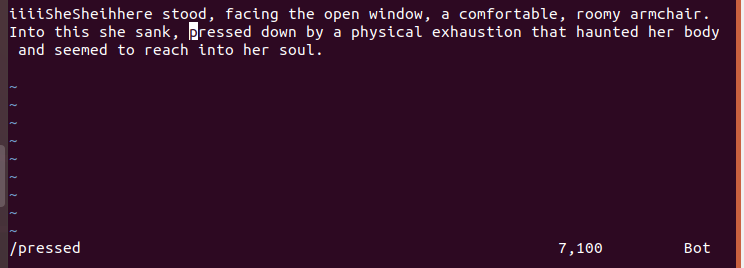 iiiiSheSheihhere stood, facing the open window, a comfortable, roomy armchair.
Into this she sank, pressed down by a physical exhaustion that haunted her body
and seemed to reach into her soul.
~
~
~
~
~
~
~
~
~
/pressed 7,100 Bot